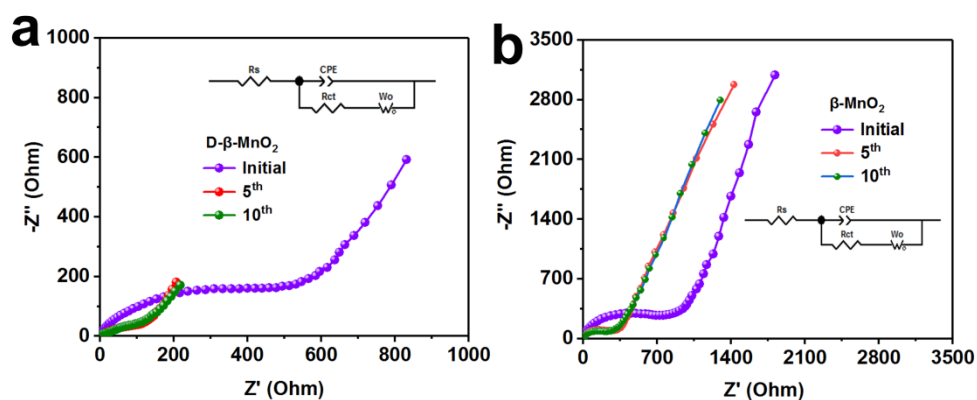 a
1000
800
600
400
200
0
-Z'' (Ohm)
0 200 400 600 800 1000
Z' (Ohm)
Rs CPE
Rct Wo
D-β-MnO₂
Initial
5ᵗʰ
10ᵗʰ
b
3500
2800
2100
1400
700
0
-Z'' (Ohm)
0 700 1400 2100 2800 3500
Z' (Ohm)
β-MnO₂
Initial
5ᵗʰ
10ᵗʰ
Rs CPE
Rct Wo